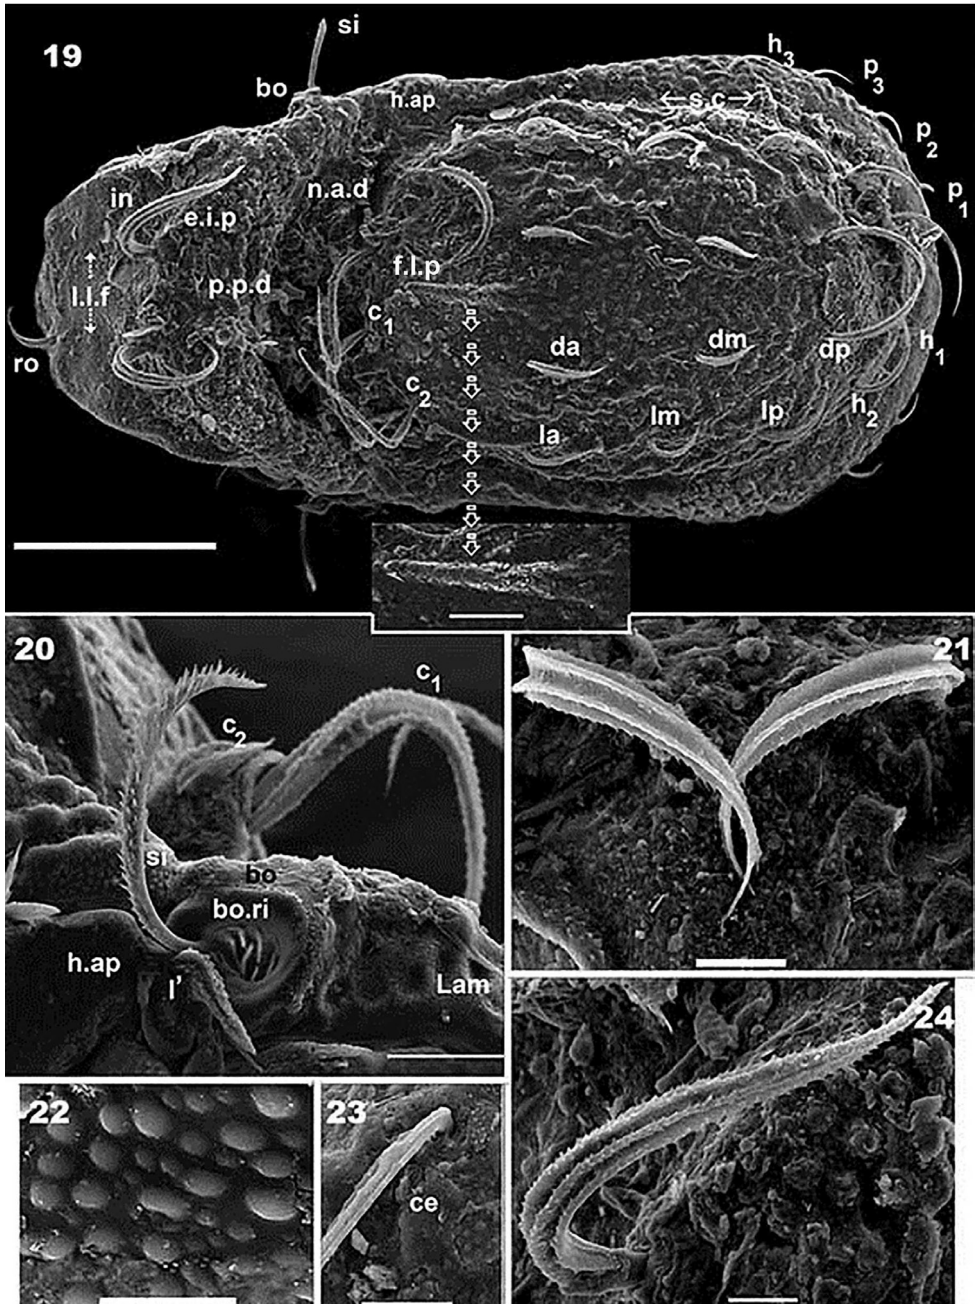 19
si
h3
p3
bo
h.ap
←s.c→
p2
in
n.a.d
p1
e.i.p
l.l.f
p.p.d
f.l.p
c1
ro
da
dm
dp
h1
c2
h2
la
lm
lp
20
c1
21
c2
si
bo
bo.ri
h.ap
l'
Lam
24
22
23
ce